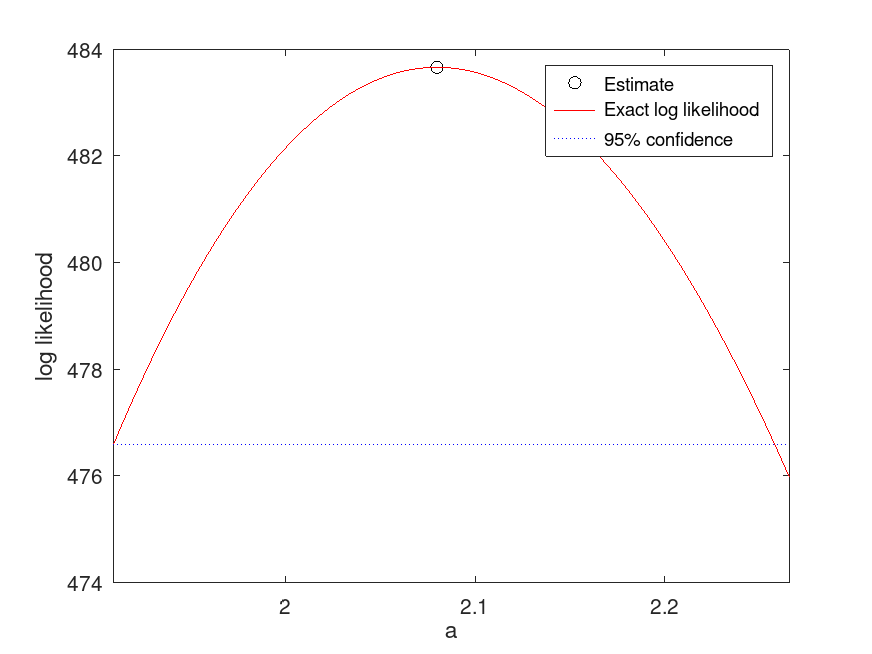 484
482
480
478
476
474
log likelihood
2
2.1
2.2
a
Estimate
Exact log likelihood
95% confidence